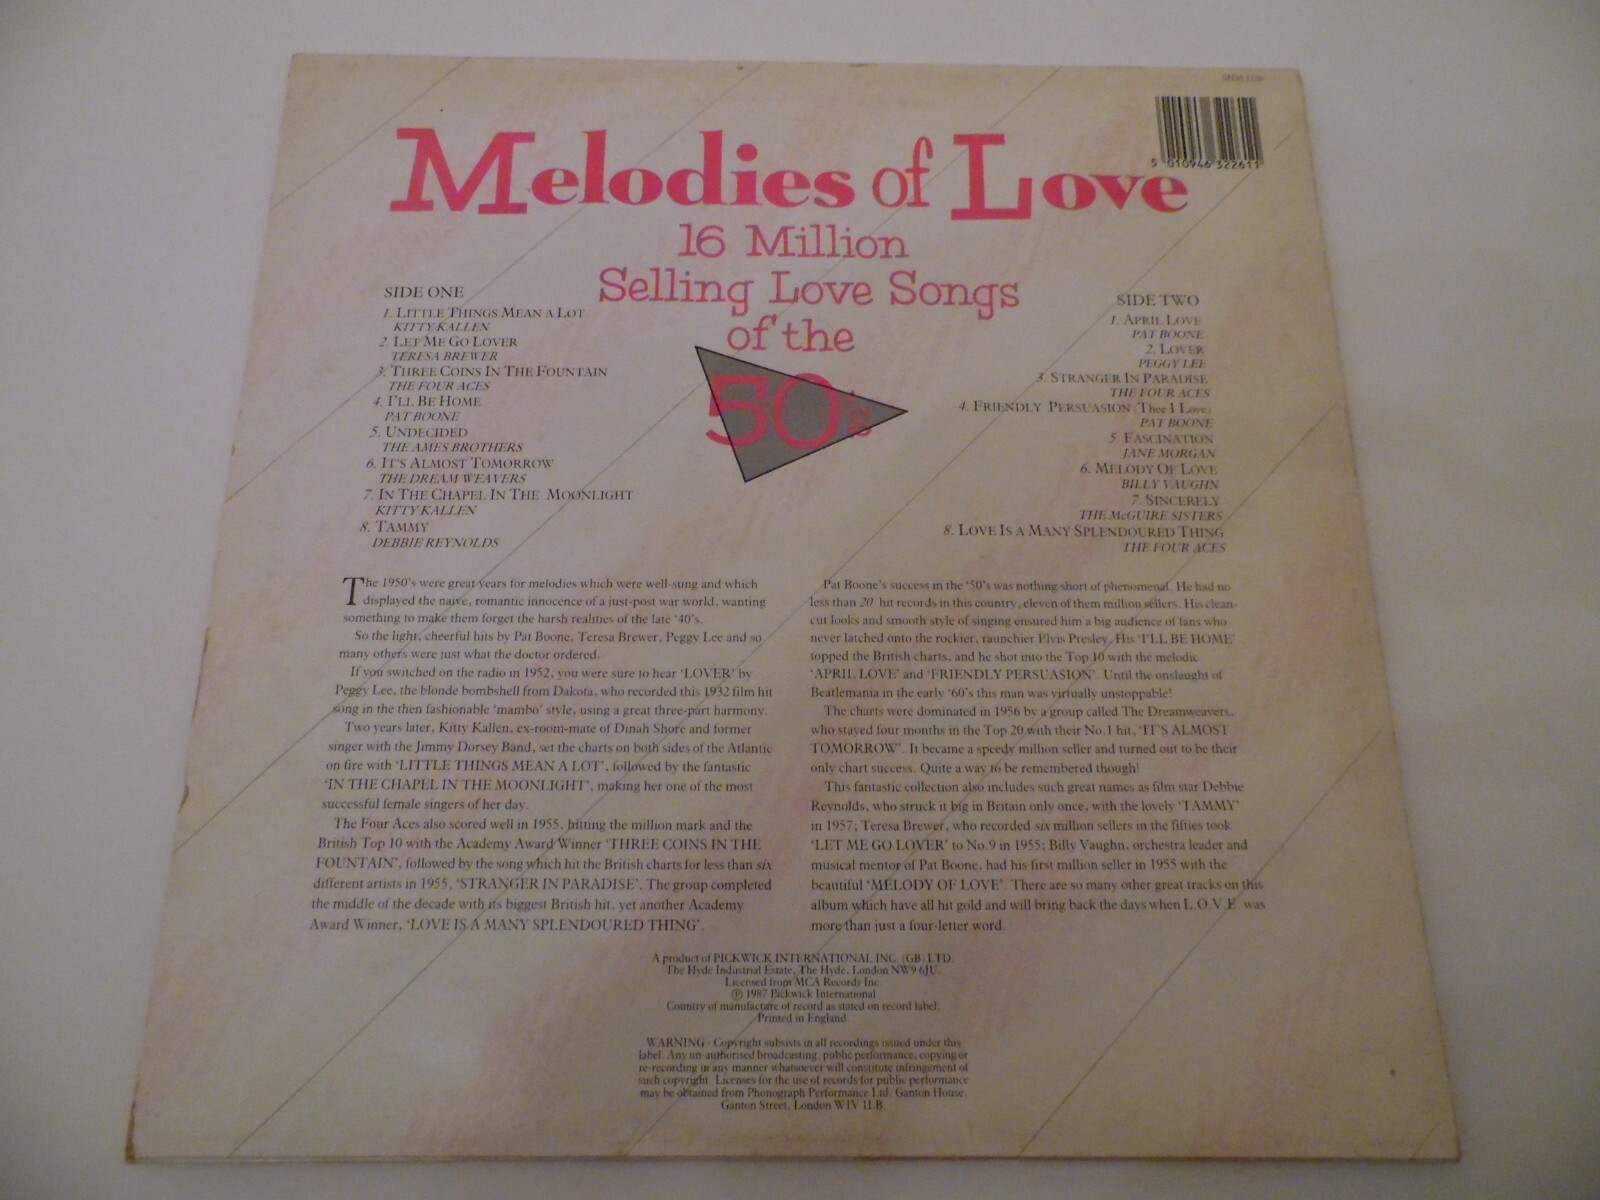 5 010946 322611
Melodies of Love
16 Million
Selling Love Songs
of the
50's
SIDE ONE
1. LITTLE THINGS MEAN A LOT
KITTY KALLEN
2. LET ME GO LOVER
TERESA BREWER
3. THREE COINS IN THE FOUNTAIN
THE FOUR ACES
4. I'LL BE HOME
PAT BOONE
5. UNDECIDED
THE AMES BROTHERS
6. IT'S ALMOST TOMORROW
THE DREAM WEAVERS
7. IN THE CHAPEL IN THE MOONLIGHT
KITTY KALLEN
8. TAMMY
DEBBIE REYNOLDS
SIDE TWO
1. APRIL LOVE
PAT BOONE
2. LOVER
PEGGY LEE
3. STRANGER IN PARADISE
THE FOUR ACES
4. FRIENDLY PERSUASION (Thee I Love)
PAT BOONE
5. FASCINATION
JANE MORGAN
6. MELODY OF LOVE
BILLY VAUGHN
7. SINCERELY
THE McGUIRE SISTERS
8. LOVE IS A MANY SPLENDOURED THING
THE FOUR ACES
The 1950's were great years for melodies which were well-sung and which
displayed the naive, romantic innocence of a just-post war world, wanting
something to make them forget the harsh realities of the late '40's.
So the light, cheerful hits by Pat Boone, Teresa Brewer, Peggy Lee and so
many others were just what the doctor ordered.
If you switched on the radio in 1952, you were sure to hear 'LOVER' by
Peggy Lee, the blonde bombshell from Dakota, who recorded this 1932 film hit
song in the then fashionable 'mambo' style, using a great three-part harmony.
Two years later, Kitty Kallen, ex-room-mate of Dinah Shore and former
singer with the Jimmy Dorsey Band, set the charts on both sides of the Atlantic
on fire with 'LITTLE THINGS MEAN A LOT', followed by the fantastic
'IN THE CHAPEL IN THE MOONLIGHT', making her one of the most
successful female singers of her day.
The Four Aces also scored well in 1955, hitting the million mark and the
British Top 10 with the Academy Award Winner 'THREE COINS IN THE
FOUNTAIN', followed by the song which hit the British charts for less than six
different artists in 1955, 'STRANGER IN PARADISE'. The group completed
the middle of the decade with its biggest British hit, yet another Academy
Award Winner, 'LOVE IS A MANY SPLENDOURED THING'.
Pat Boone's success in the '50's was nothing short of phenomenal. He had no
less than 20 hit records in this country, eleven of them million sellers. His clean-
cut looks and smooth style of singing ensured him a big audience of fans who
never latched onto the rockier, raunchier Elvis Presley. His 'I'LL BE HOME'
topped the British charts, and he shot into the Top 10 with the melodic
'APRIL LOVE' and 'FRIENDLY PERSUASION'. Until the onslaught of
Beatlemania in the early '60's this man was virtually unstoppable!
The charts were dominated in 1956 by a group called The Dreamweavers,
who stayed four months in the Top 20 with their No.1 hit, 'IT'S ALMOST
TOMORROW'. It became a speedy million seller and turned out to be their
only chart success. Quite a way to be remembered though!
This fantastic collection also includes such great names as film star Debbie
Reynolds, who struck it big in Britain only once, with the lovely 'TAMMY'
in 1957; Teresa Brewer, who recorded six million sellers in the fifties took
'LET ME GO LOVER' to No.9 in 1955; Billy Vaughn, orchestra leader and
musical mentor of Pat Boone, had his first million seller in 1955 with the
beautiful 'MELODY OF LOVE'. There are so many other great tracks on this
album which have all hit gold and will bring back the days when L.O.V.E. was
more than just a four-letter word.
A product of PICKWICK INTERNATIONAL INC. (GB) LTD.
The Hyde Industrial Estate, The Hyde, London NW9 6JU.
Licensed from MCA Records Inc
Ⓟ 1987 Pickwick International
Country of manufacture of record as stated on record label.
Printed in England
WARNING - Copyright subsists in all recordings issued under this
label. Any un-authorised broadcasting, public performance, copying or
re-recording in any manner whatsoever will constitute infringement of
such copyright. Licenses for the use of records for public performance
may be obtained from Phonograph Performance Ltd. Ganton House,
Ganton Street, London W1V 1LB.